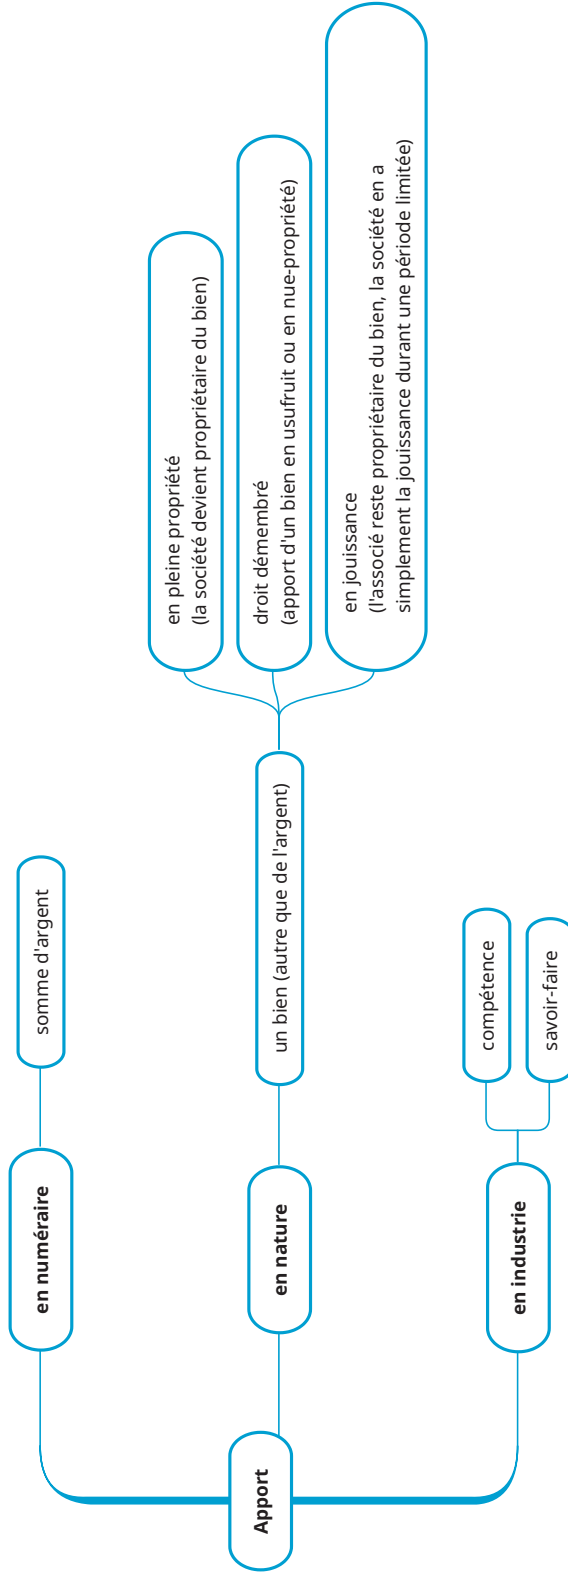 Apport
en numéraire
somme d'argent
en nature
un bien (autre que de l'argent)
en pleine propriété
(la société devient propriétaire du bien)
droit démembré
(apport d'un bien en usufruit ou en nue-propriété)
en jouissance
(l'associé reste propriétaire du bien, la société en a
simplement la jouissance durant une période limitée)
en industrie
compétence
savoir-faire